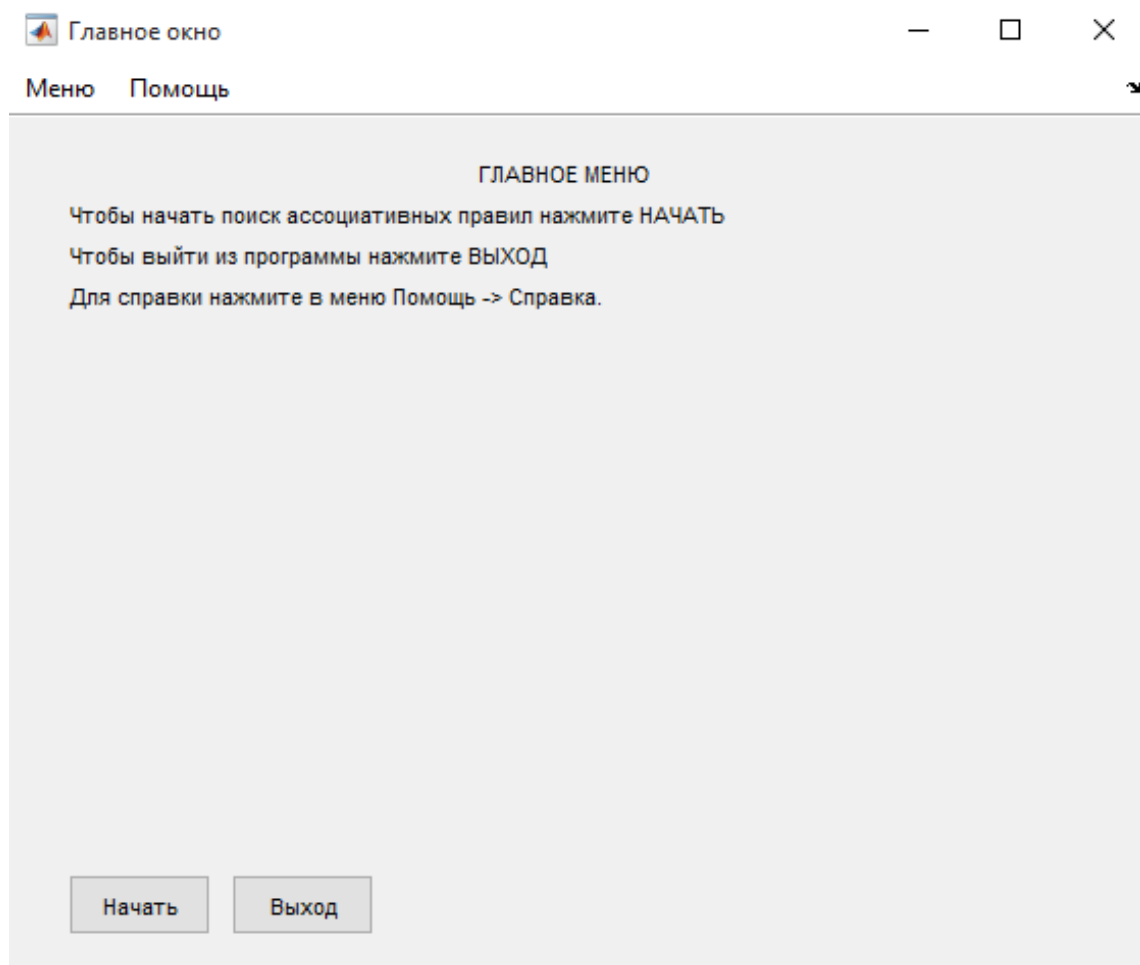 Главное окно
Меню Помощь
ГЛАВНОЕ МЕНЮ
Чтобы начать поиск ассоциативных правил нажмите НАЧАТЬ
Чтобы выйти из программы нажмите ВЫХОД
Для справки нажмите в меню Помощь -> Справка.
Начать Выход